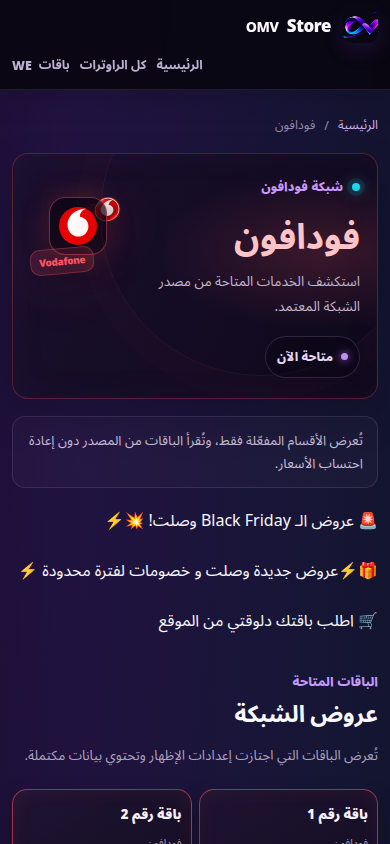 OMV Store
الرئيسية كل الراوترات باقات WE
الرئيسية / فودافون
شبكة فودافون
فودافون
Vodafone
استكشف الخدمات المتاحة من مصدر
الشبكة المعتمد.
متاحة الآن
تُعرض الأقسام المفعّلة فقط، وتُقرأ الباقات من المصدر دون إعادة
احتساب الأسعار.
🚨 عروض الـ Black Friday وصلت! 💥⚡
🎁⚡عروض جديدة وصلت و خصومات لفترة محدودة ⚡
🛒 اطلب باقتك دلوقتي من الموقع
الباقات المتاحة
عروض الشبكة
تُعرض الباقات التي اجتازت إعدادات الإظهار وتحتوي بيانات مكتملة.
باقة رقم 1
باقة رقم 2